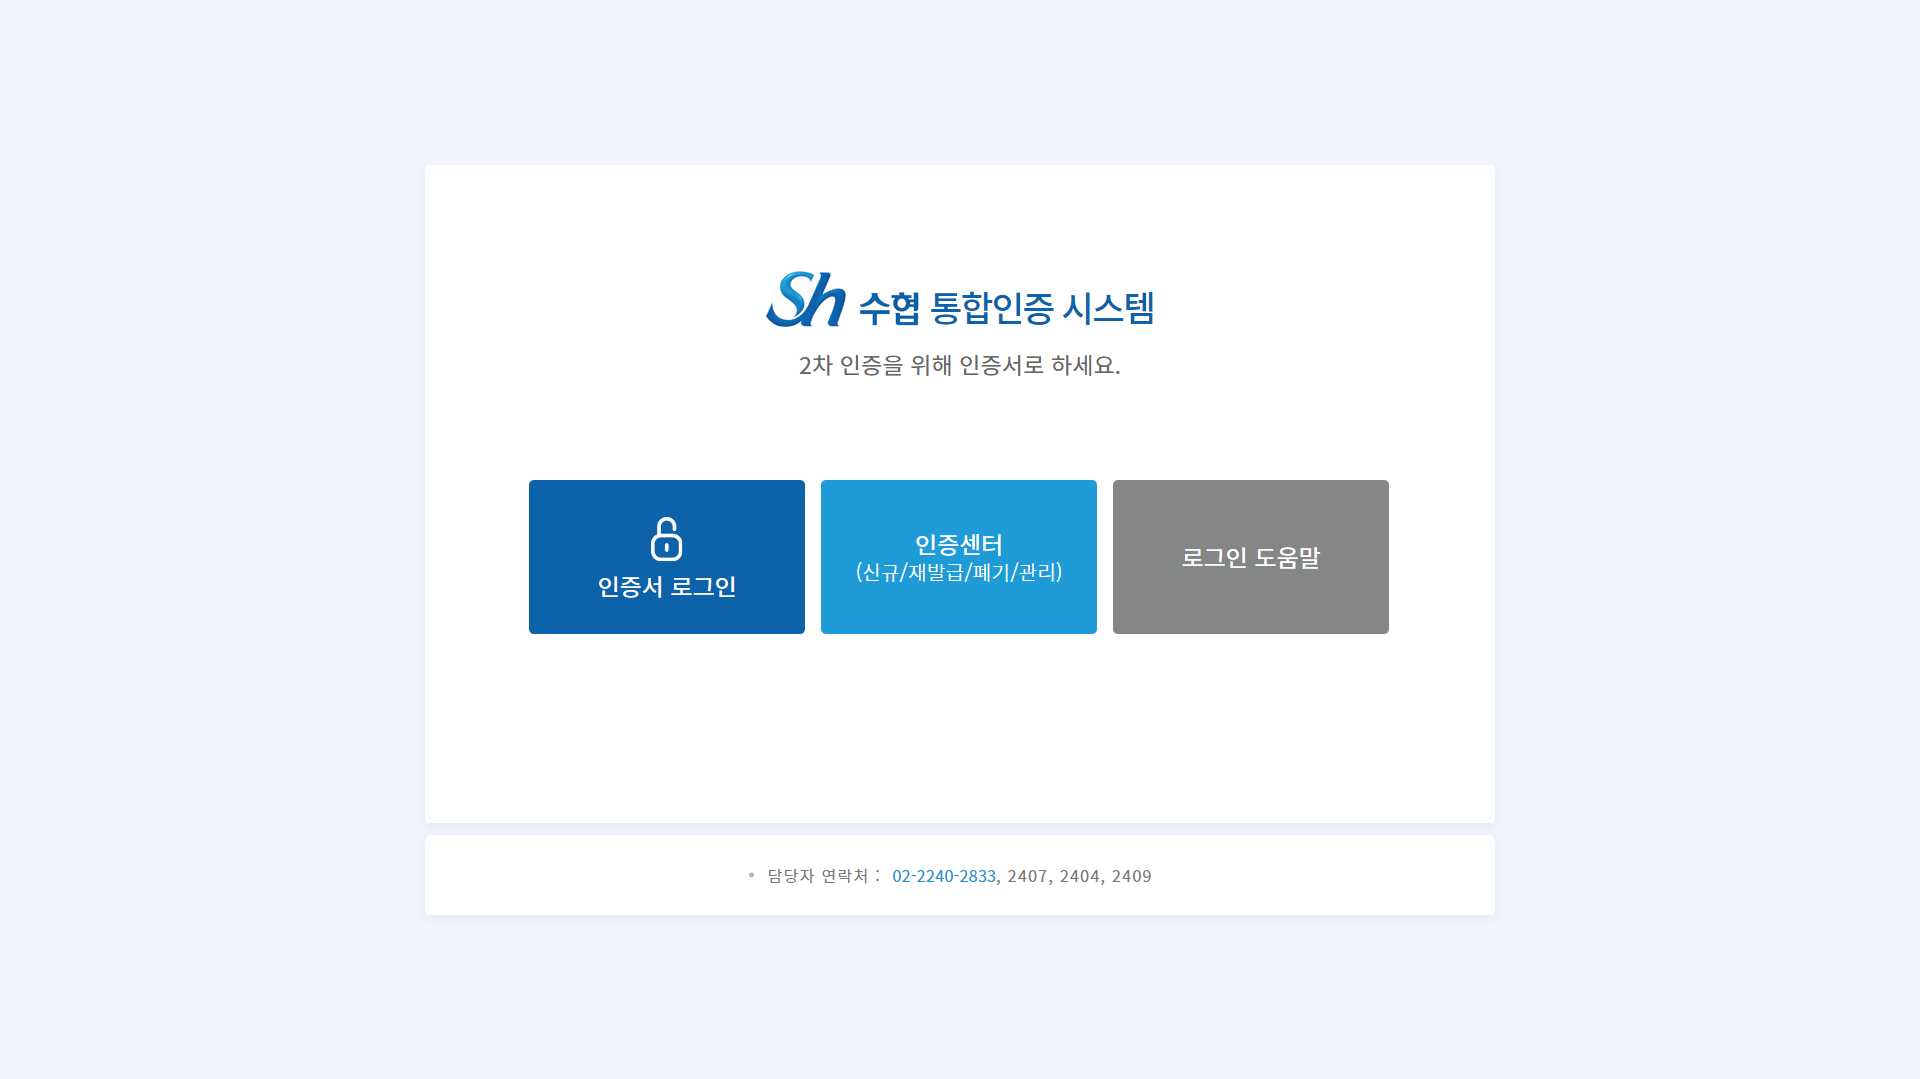 Sh 수협 통합인증 시스템
2차 인증을 위해 인증서로 하세요.
인증서 로그인
인증센터
(신규/재발급/폐기/관리)
로그인 도움말
• 담당자 연락처 : 02-2240-2833, 2407, 2404, 2409